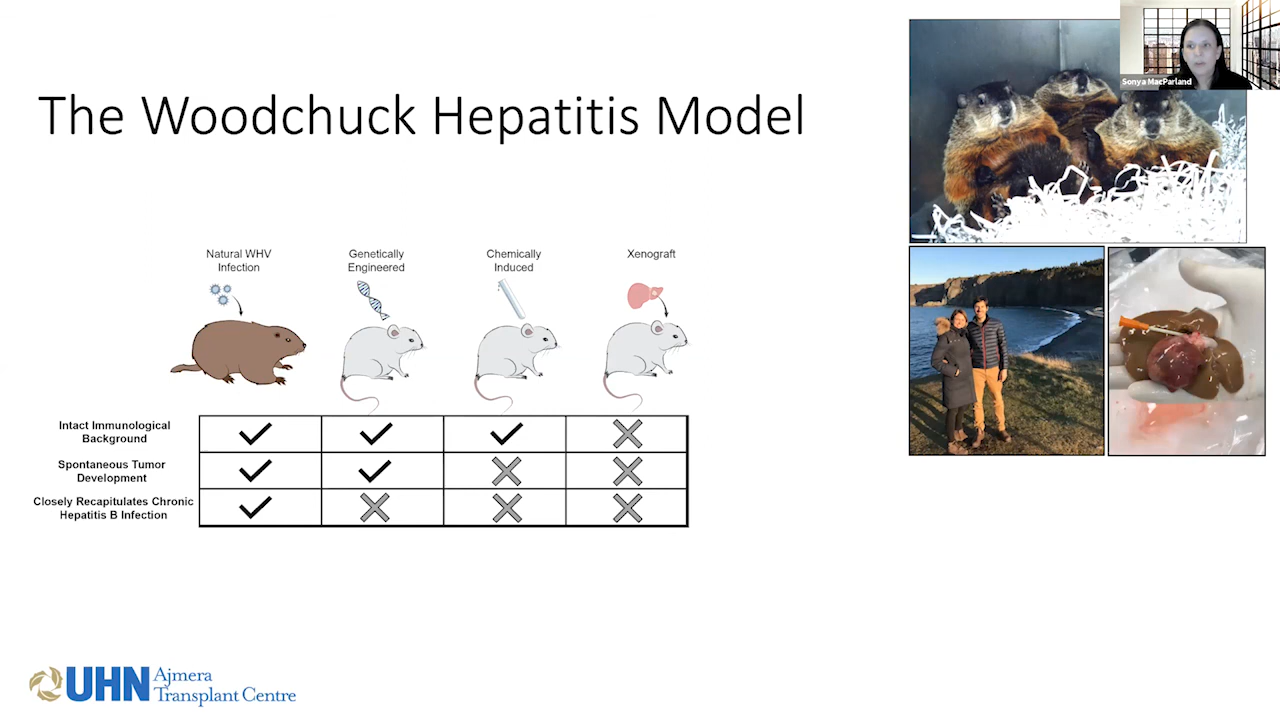 Sonya MacParland
The Woodchuck Hepatitis Model
Natural WHV
Infection
Genetically
Engineered
Chemically
Induced
Xenograft
Intact Immunological
Background
Spontaneous Tumor
Development
Closely Recapitulates Chronic
Hepatitis B Infection
UHN Ajmera
Transplant Centre